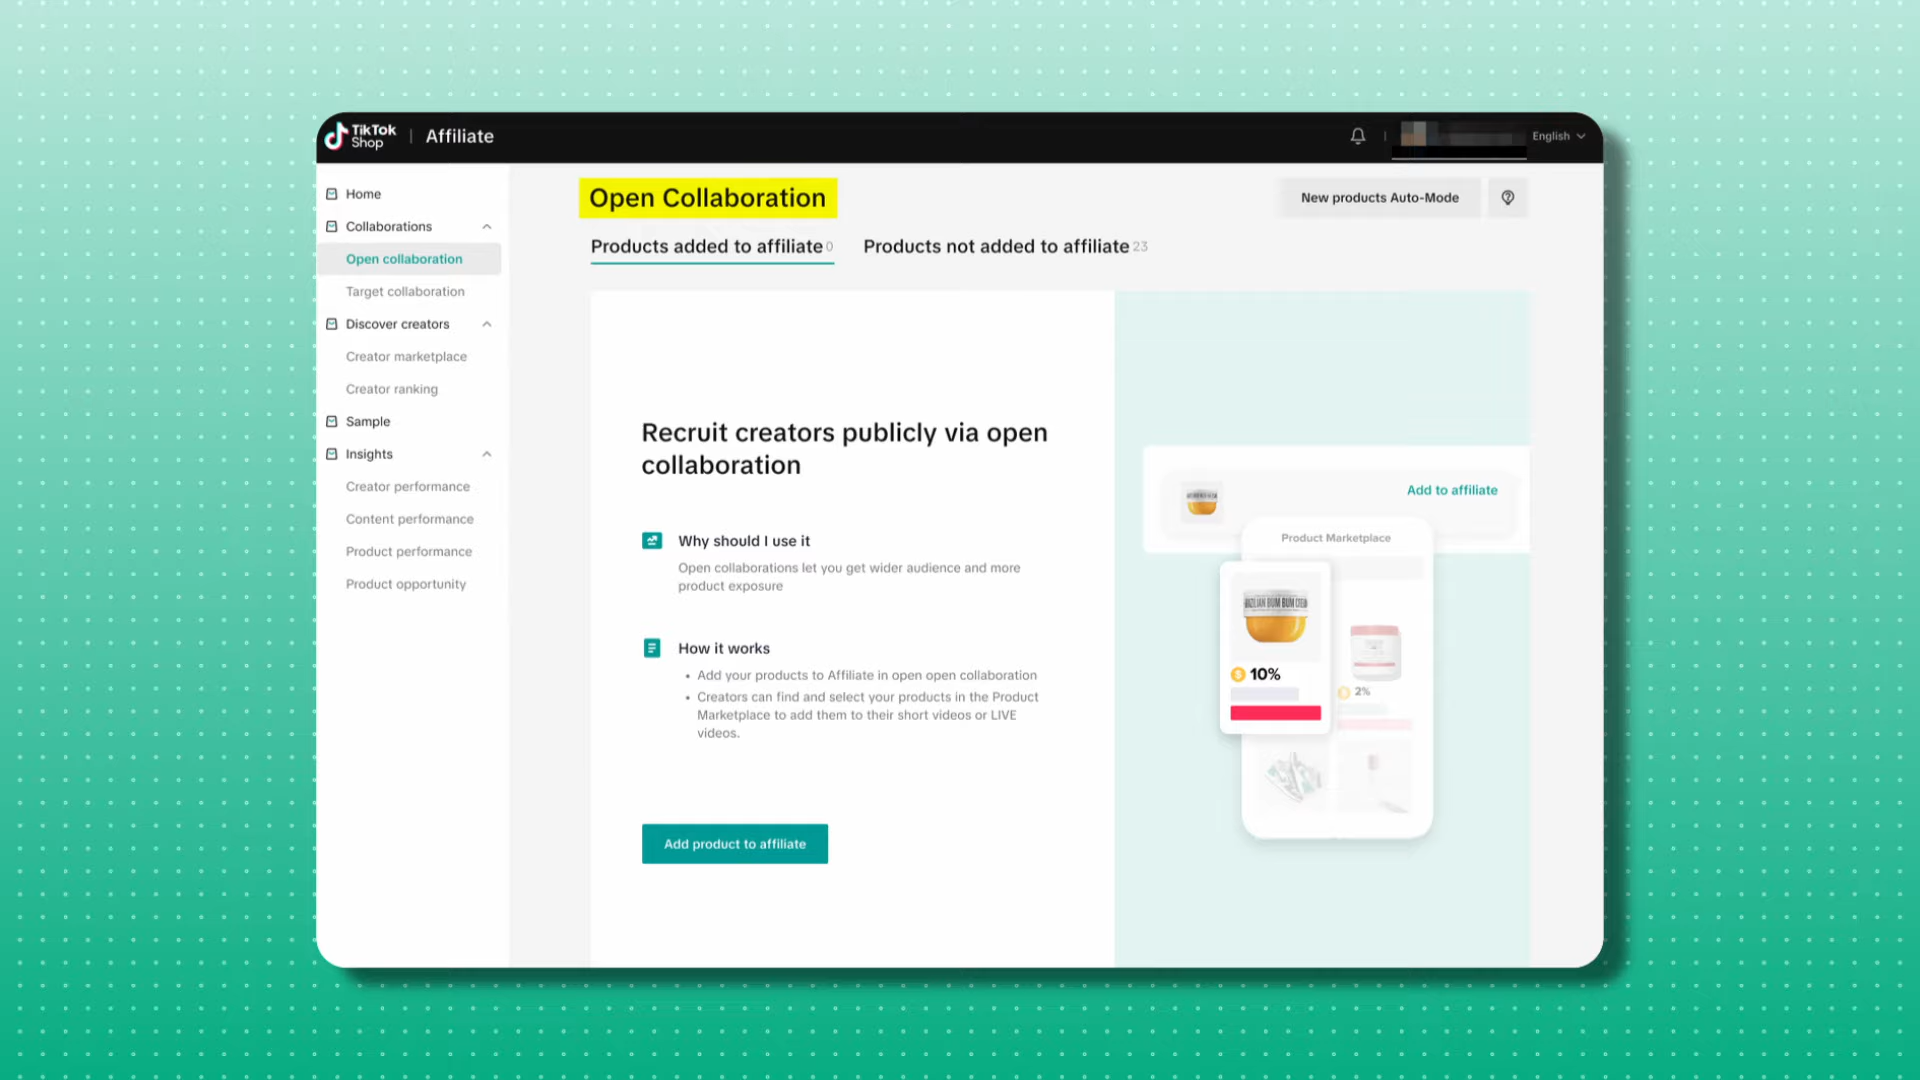 TikTok
Shop
Affiliate
English
Home
Collaborations
Open collaboration
Target collaboration
Discover creators
Creator marketplace
Creator ranking
Sample
Insights
Creator performance
Content performance
Product performance
Product opportunity
Open Collaboration
New products Auto-Mode
Products added to affiliate 0
Products not added to affiliate 23
Recruit creators publicly via open
collaboration
Why should I use it
Open collaborations let you get wider audience and more
product exposure
How it works
• Add your products to Affiliate in open open collaboration
• Creators can find and select your products in the Product
Marketplace to add them to their short videos or LIVE
videos.
Add product to affiliate
Add to affiliate
Product Marketplace
BUM BUM
10%
2%